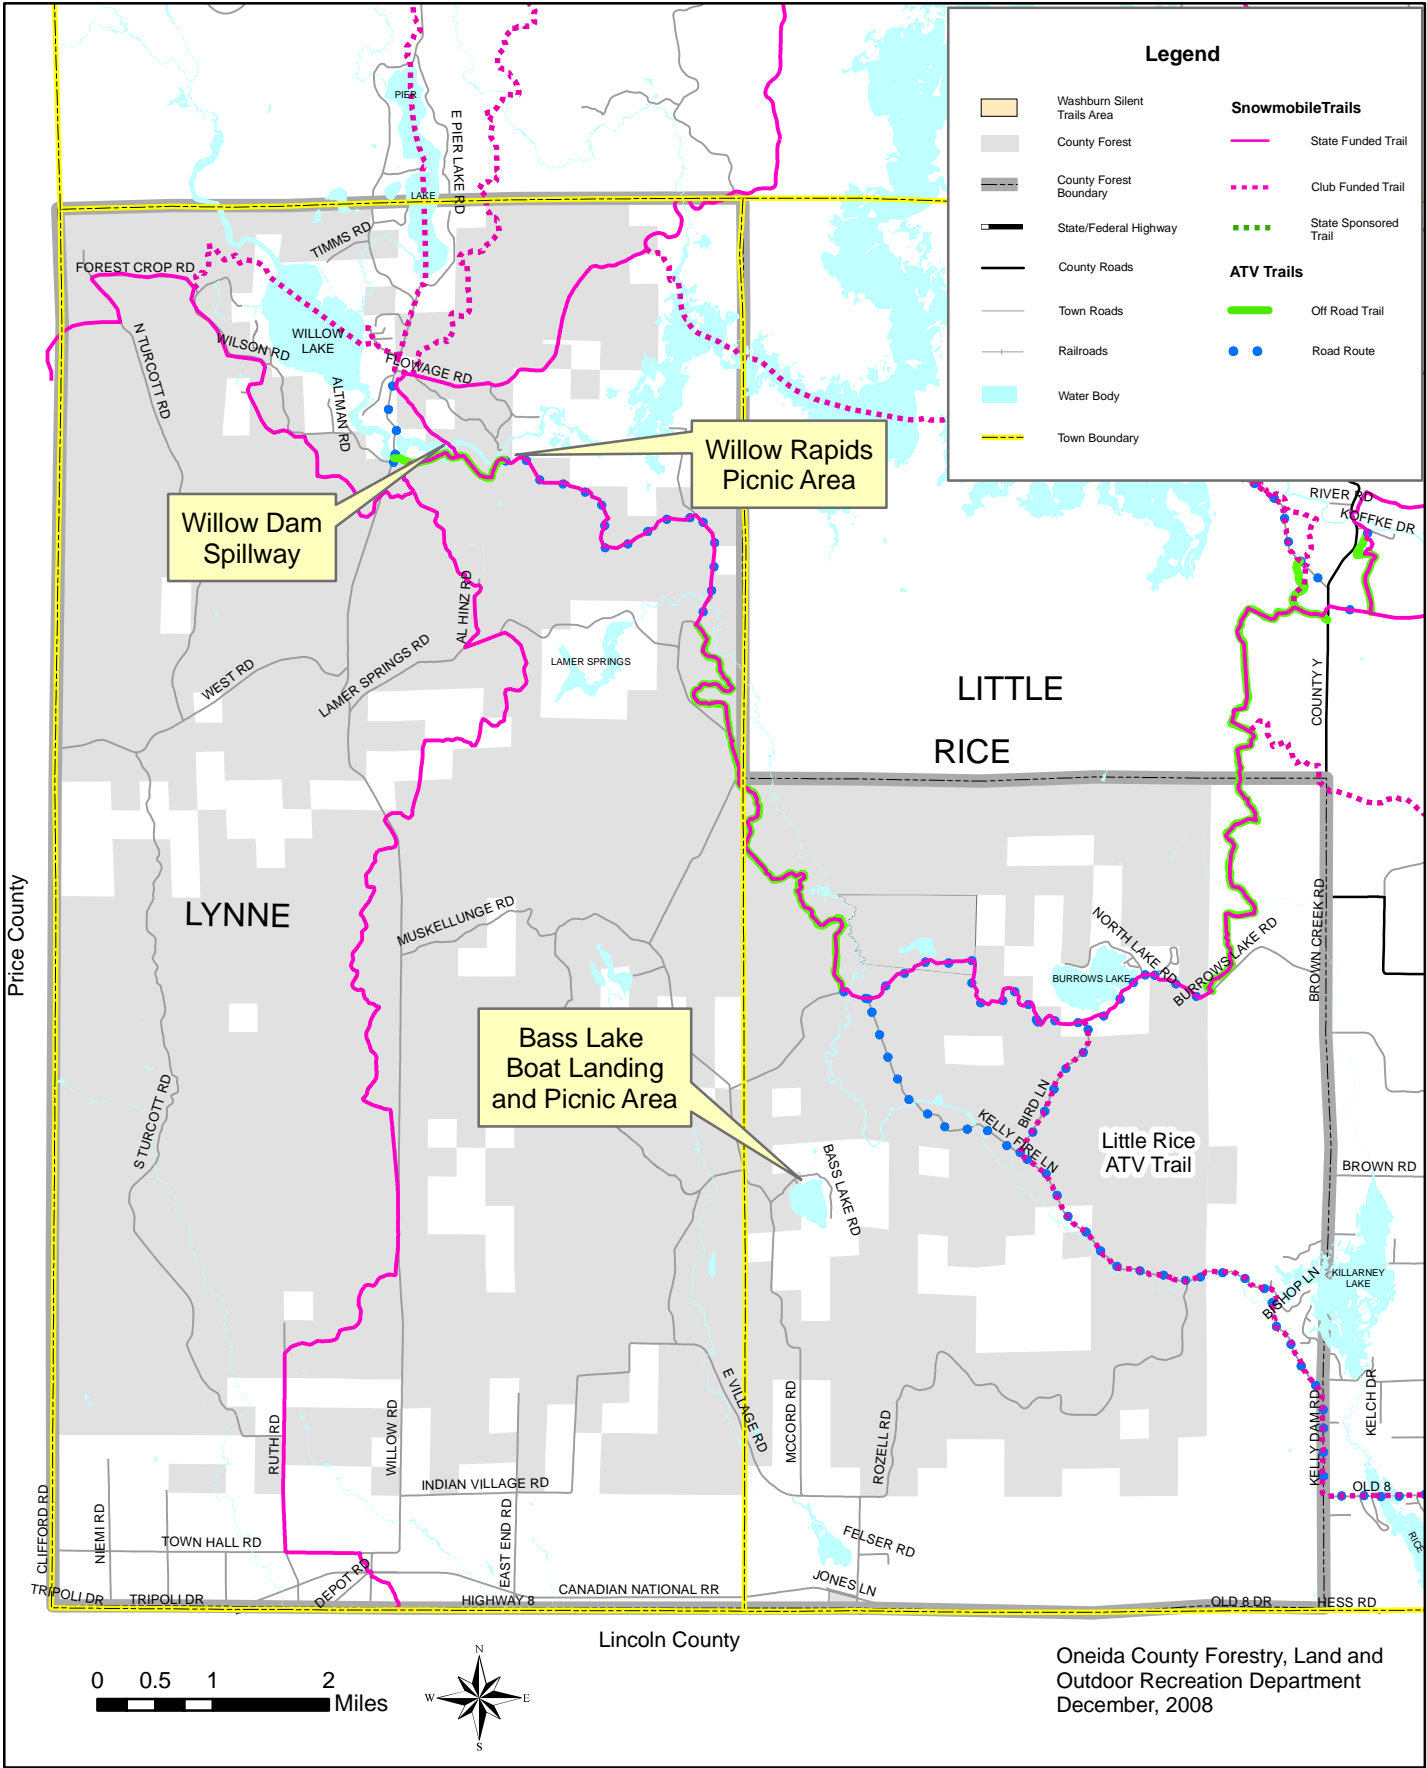 Legend
Washburn Silent
Trails Area
County Forest
County Forest
Boundary
State/Federal Highway
County Roads
Town Roads
Railroads
Water Body
Town Boundary
SnowmobileTrails
State Funded Trail
Club Funded Trail
State Sponsored
Trail
ATV Trails
Off Road Trail
Road Route
PIER
LAKE
E PIER LAKE RD
TIMMS RD
FOREST CROP RD
N TURCOTT RD
WILSON RD
WILLOW
LAKE
ALTMAN RD
FLOWAGE RD
Willow Rapids
Picnic Area
Willow Dam
Spillway
RIVER RD
KOFFKE DR
AL HINZ RD
LAMER SPRINGS
WEST RD
LAMER SPRINGS RD
LITTLE
RICE
COUNTY Y
LYNNE
Price County
MUSKELLUNGE RD
NORTH LAKE RD
BURROWS LAKE
BURROWS LAKE RD
BROWN CREEK RD
Bass Lake
Boat Landing
and Picnic Area
S TURCOTT RD
BIRD LN
KELLY FIRE LN
Little Rice
ATV Trail
BROWN RD
BASS LAKE RD
KILLARNEY
LAKE
BISHOP LN
E VILLAGE RD
MCCORD RD
ROZELL RD
KELLY DAM RD
KELCH DR
RUTH RD
WILLOW RD
INDIAN VILLAGE RD
OLD 8
RICE
CLIFFORD RD
NIEMI RD
TOWN HALL RD
EAST END RD
FELSER RD
DEPOT RD
TRIPOLI DR
TRIPOLI DR
CANADIAN NATIONAL RR
JONES LN
HIGHWAY 8
OLD 8 DR
HESS RD
Lincoln County
0 0.5 1 2
Miles
N
W E
S
Oneida County Forestry, Land and
Outdoor Recreation Department
December, 2008